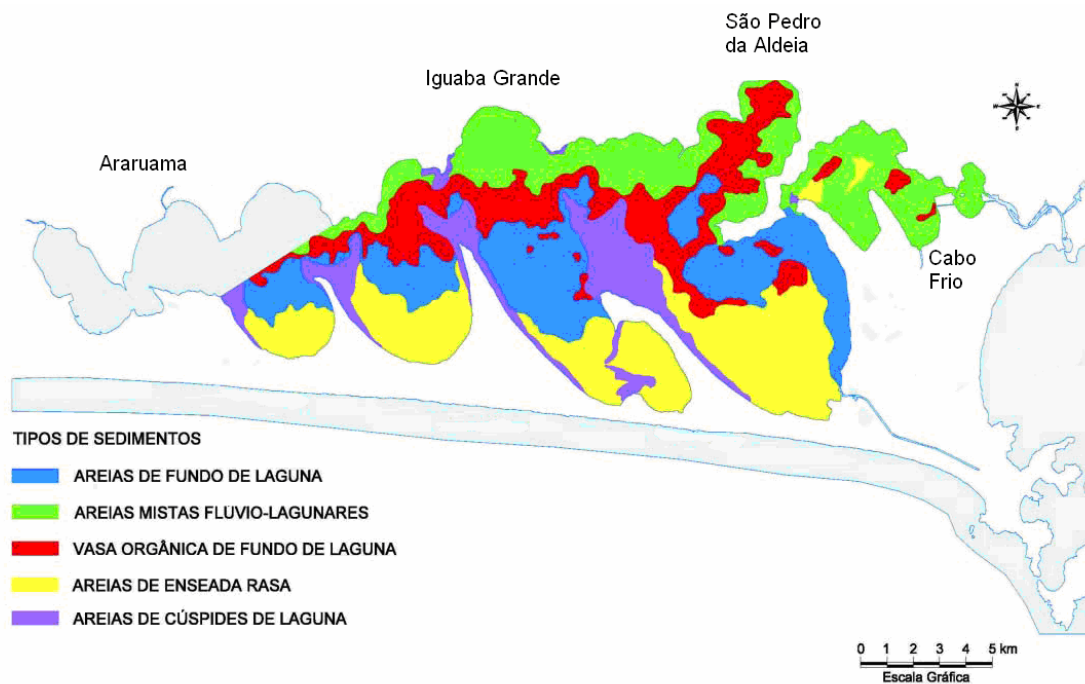 São Pedro
da Aldeia
Iguaba Grande
Araruama
Cabo
Frio
TIPOS DE SEDIMENTOS
AREIAS DE FUNDO DE LAGUNA
AREIAS MISTAS FLUVIO-LAGUNARES
VASA ORGÂNICA DE FUNDO DE LAGUNA
AREIAS DE ENSEADA RASA
AREIAS DE CÚSPIDES DE LAGUNA
0 1 2 3 4 5 km
Escala Gráfica